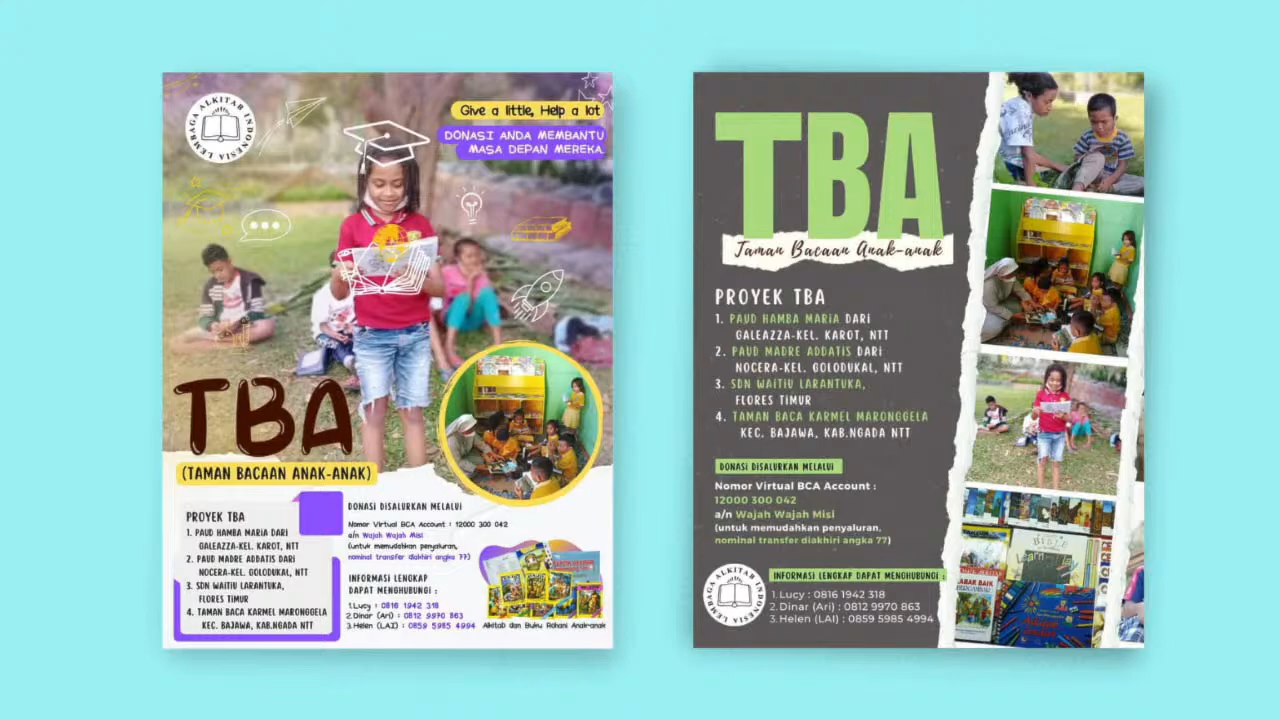 LEMBAGA ALKITAB INDONESIA
Give a little, Help a lot
DONASI ANDA MEMBANTU
MASA DEPAN MEREKA.
TBA
(TAMAN BACAAN ANAK-ANAK)
PROYEK TBA
1. PAUD HAMBA MARIA DARI
GALEAZZA-KEL. KAROT, NTT
2. PAUD MADRE ADDATIS DARI
NOCERA-KEL. GOLODUKAL, NTT
3. SDN WAITIU LARANTUKA,
FLORES TIMUR
4. TAMAN BACA KARMEL MARONGGELA
KEC. BAJAWA, KAB.NGADA NTT
DONASI DISALURKAN MELALUI
Nomor Virtual BCA Account : 12000 300 042
a/n Wajah Wajah Misi
(untuk memudahkan penyaluran,
nominal transfer diakhiri angka 77)
INFORMASI LENGKAP
DAPAT MENGHUBUNGI :
1.Lucy : 0816 1942 318
2.Dinar (Ari) : 0812 9970 863
3.Helen (LAI) : 0859 5985 4994
Alkitab dan Buku Rohani Anak-anak
TBA
Taman Bacaan Anak-anak
PROYEK TBA
1. PAUD HAMBA MARIA DARI
GALEAZZA-KEL. KAROT, NTT
2. PAUD MADRE ADDATIS DARI
NOCERA-KEL. GOLODUKAL, NTT
3. SDN WAITIU LARANTUKA,
FLORES TIMUR
4. TAMAN BACA KARMEL MARONGGELA
KEC. BAJAWA, KAB.NGADA NTT
DONASI DISALURKAN MELALUI
Nomor Virtual BCA Account :
12000 300 042
a/n Wajah Wajah Misi
(untuk memudahkan penyaluran,
nominal transfer diakhiri angka 77)
INFORMASI LENGKAP DAPAT MENGHUBUNGI :
1.Lucy : 0816 1942 318
2.Dinar (Ari) : 0812 9970 863
3.Helen (LAI) : 0859 5985 4994
LEMBAGA ALKITAB INDONESIA